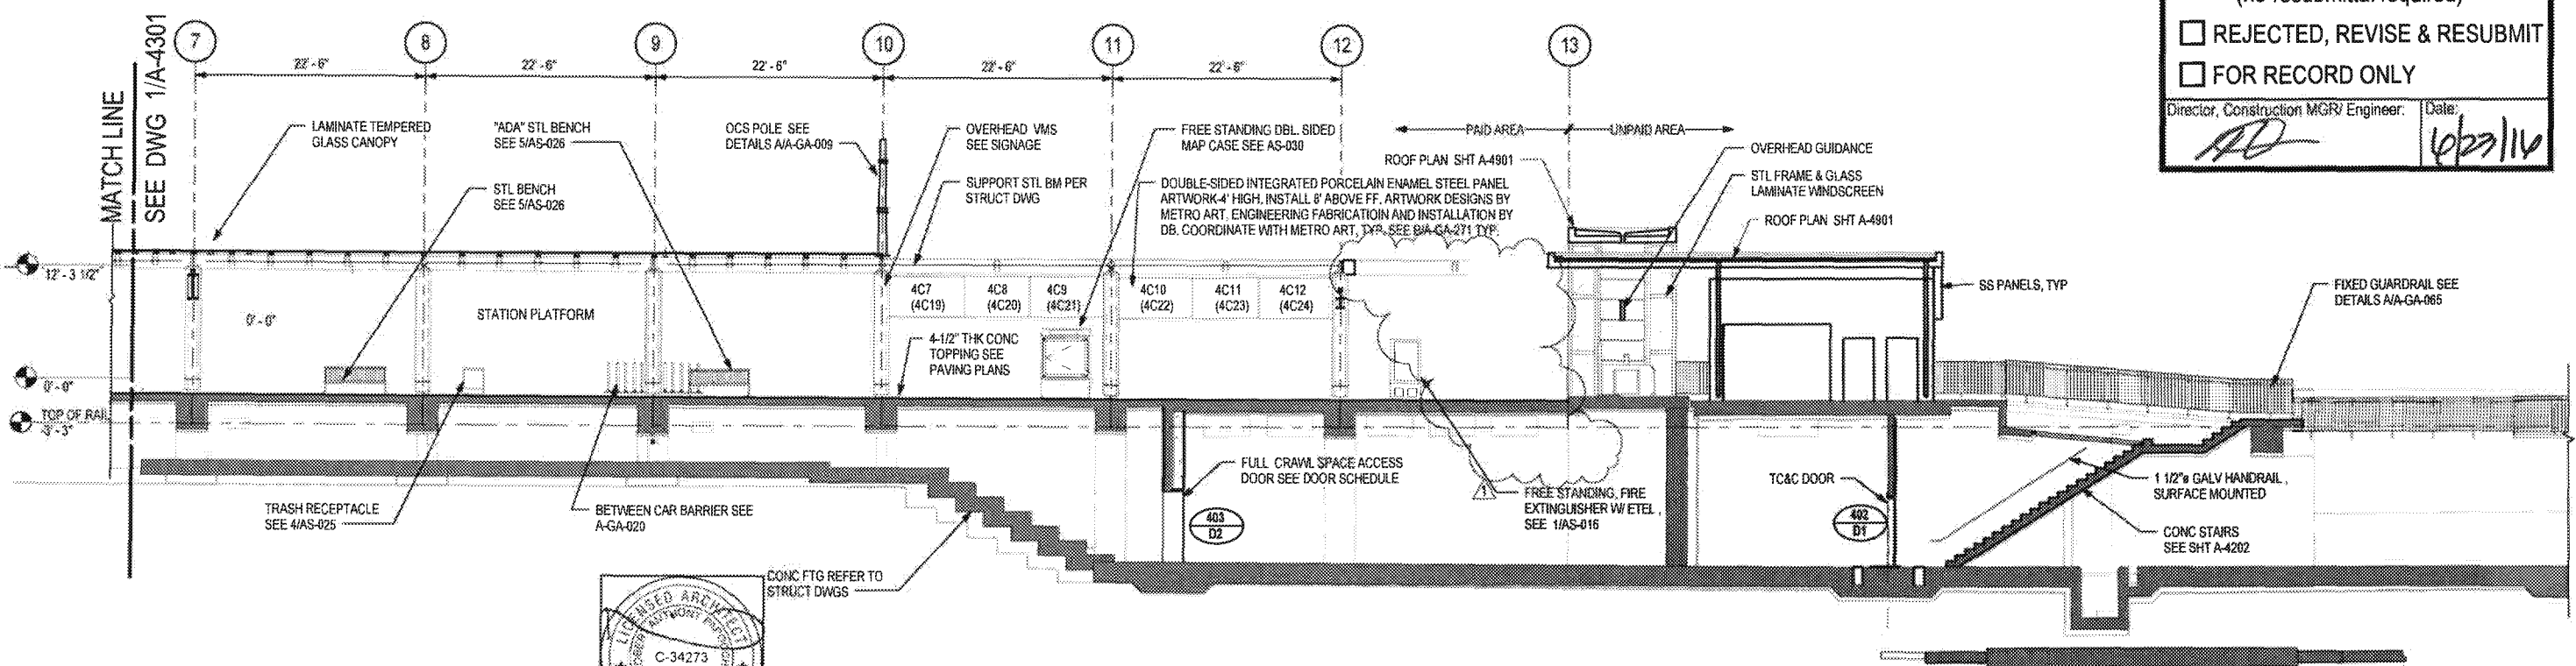 7
8
9
10
11
12
13
22'-6"
22'-6"
22'-6"
22'-6"
22'-6"
MATCH LINE
SEE DWG 1/A-4301
REJECTED, REVISE & RESUBMIT
FOR RECORD ONLY
Director, Construction MGR/ Engineer:
Date:
6/23/16
LAMINATE TEMPERED
GLASS CANOPY
"ADA" STL BENCH
SEE 5/AS-026
STL BENCH
SEE 5/AS-026
OCS POLE SEE
DETAILS A/A-GA-009
OVERHEAD VMS
SEE SIGNAGE
SUPPORT STL BM PER
STRUCT DWG
FREE STANDING DBL. SIDED
MAP CASE SEE AS-030
DOUBLE-SIDED INTEGRATED PORCELAIN ENAMEL STEEL PANEL
ARTWORK-4' HIGH, INSTALL 8' ABOVE FF. ARTWORK DESIGNS BY
METRO ART, ENGINEERING FABRICATIOIN AND INSTALLATION BY
DB. COORDINATE WITH METRO ART, TYP. SEE B/A-GA-271 TYP.
PAID AREA
UNPAID AREA
ROOF PLAN SHT A-4901
OVERHEAD GUIDANCE
STL FRAME & GLASS
LAMINATE WINDSCREEN
ROOF PLAN SHT A-4901
SS PANELS, TYP
FIXED GUARDRAIL SEE
DETAILS A/A-GA-065
12' - 3 1/2"
0' - 0"
TOP OF RAIL
-3' - 3"
0' - 0"
STATION PLATFORM
4C7
(4C19)
4C8
(4C20)
4C9
(4C21)
4C10
(4C22)
4C11
(4C23)
4C12
(4C24)
4-1/2" THK CONC
TOPPING SEE
PAVING PLANS
TRASH RECEPTACLE
SEE 4/AS-025
BETWEEN CAR BARRIER SEE
A-GA-020
CONC FTG REFER TO
STRUCT DWGS
FULL CRAWL SPACE ACCESS
DOOR SEE DOOR SCHEDULE
403
D2
1
FREE STANDING, FIRE
EXTINGUISHER W/ ETEL ,
SEE 1/AS-016
TC&C DOOR
402
D1
1 1/2"ø GALV HANDRAIL ,
SURFACE MOUNTED
CONC STAIRS
SEE SHT A-4202
LICENSED ARCHITECT
C-34273